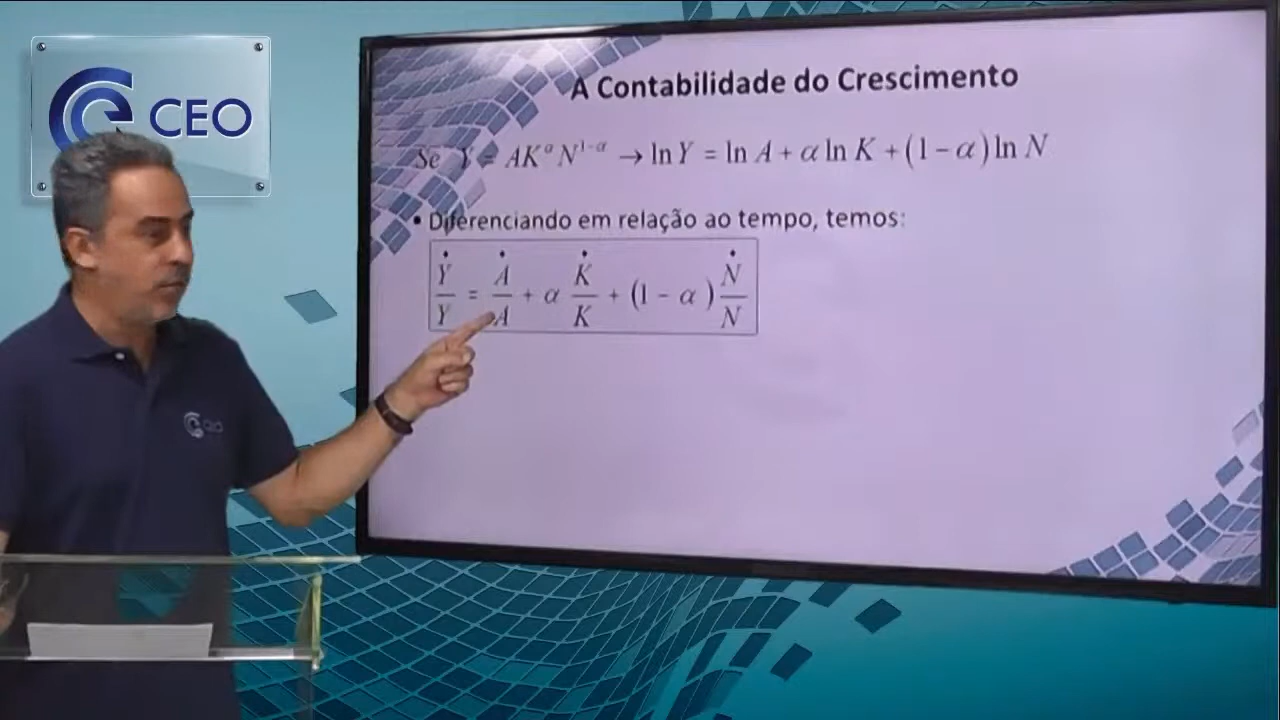 CEO
A Contabilidade do Crescimento
Se Y = AK^α N^{1-α} → ln Y = ln A + α ln K + (1 − α) ln N
• Diferenciando em relação ao tempo, temos:
Ẏ/Y = Ȧ/A + α K̇/K + (1 - α) Ṅ/N
CEO